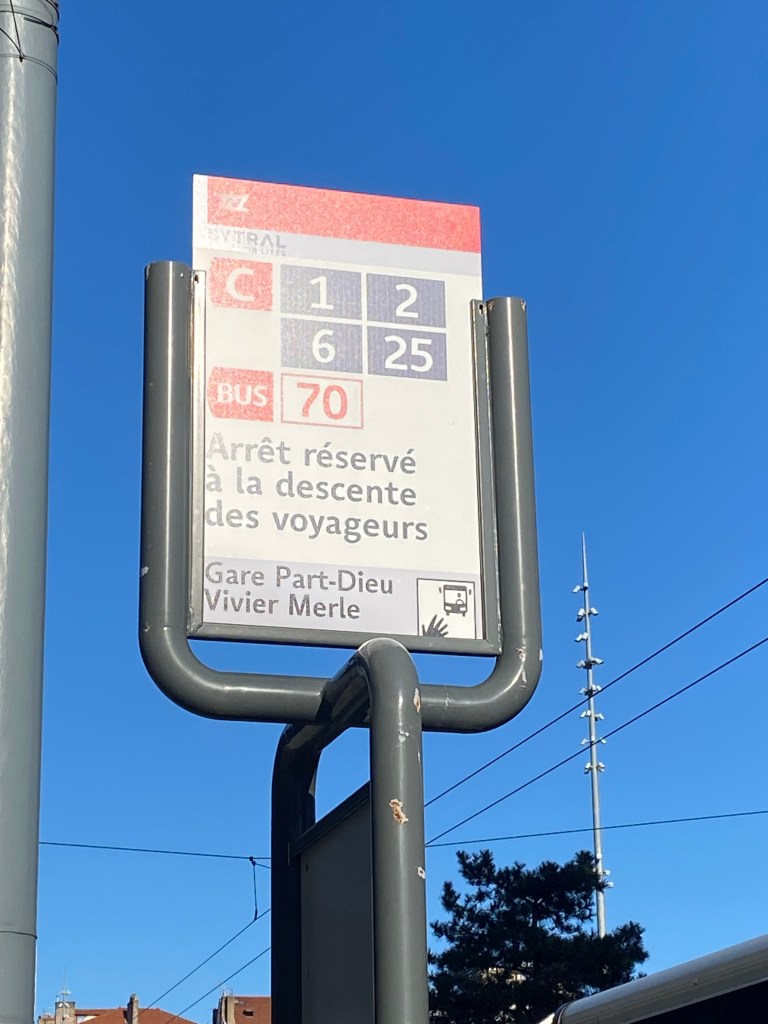 SYTRAL
C 1 2
6 25
BUS 70
Arrêt réservé
à la descente
des voyageurs
Gare Part-Dieu
Vivier Merle